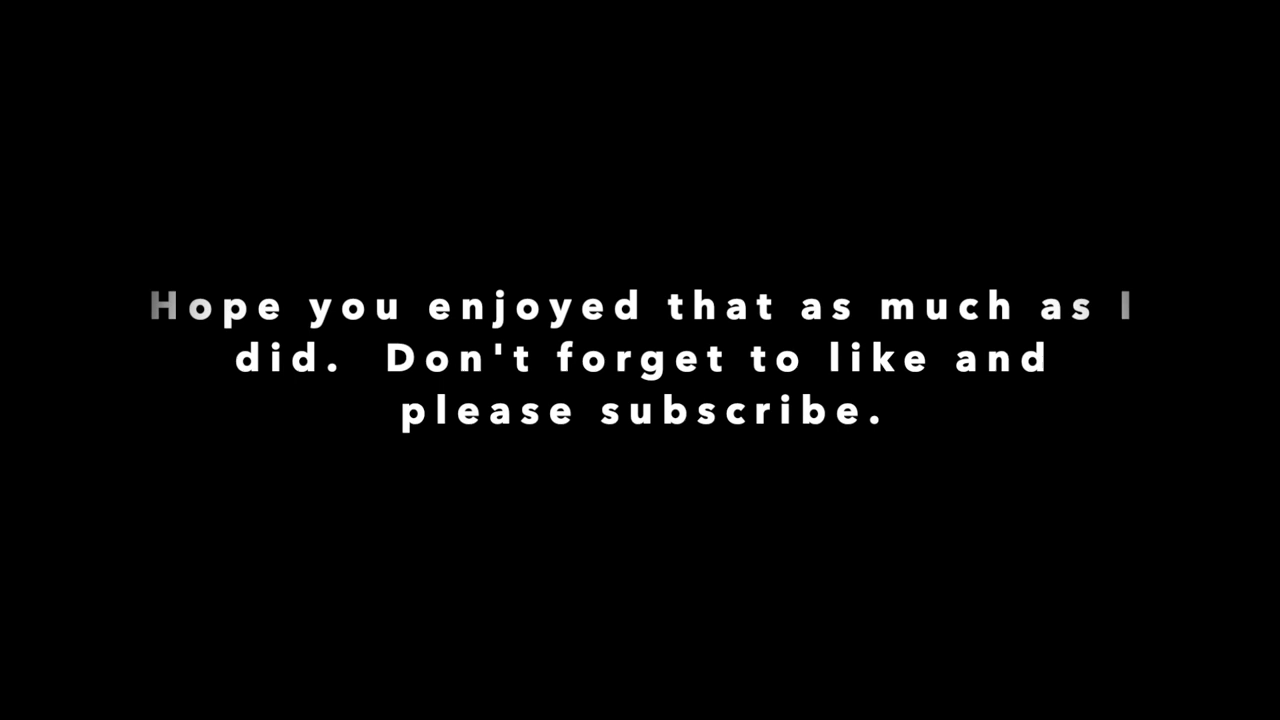 Hope you enjoyed that as much as I
did.  Don't forget to like and
please subscribe.